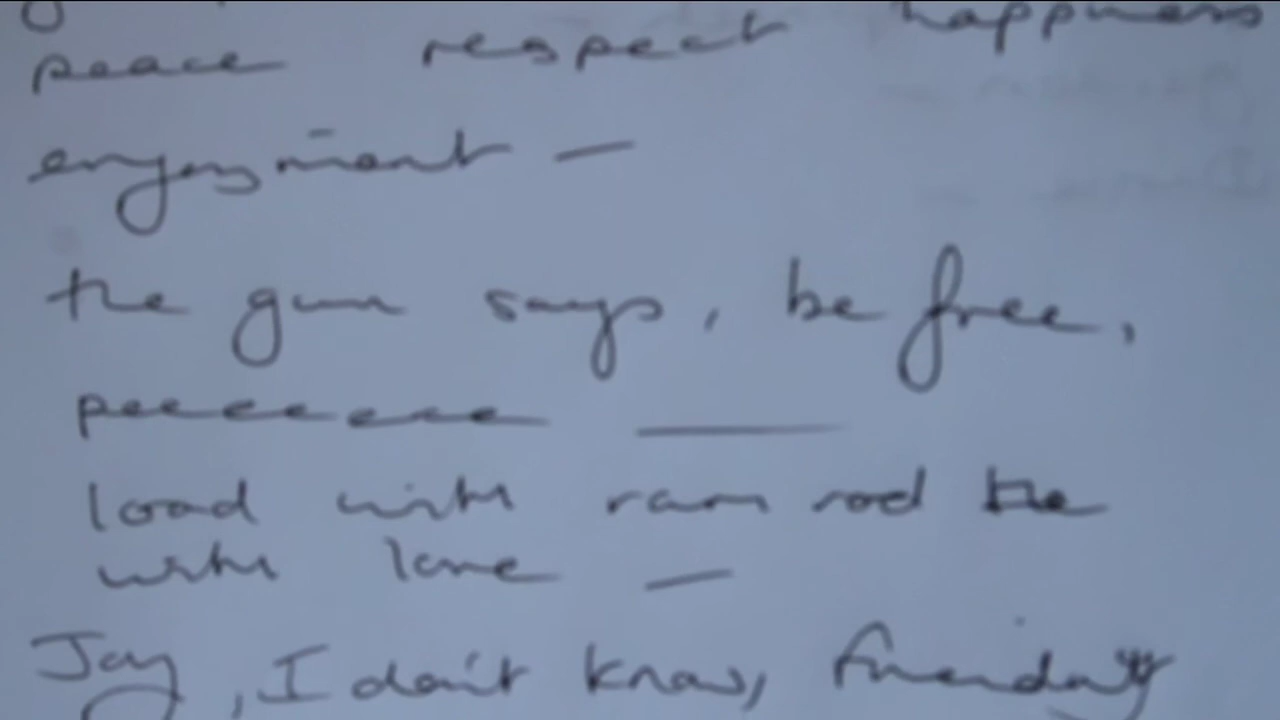 peace respect happiness
enjoyment —
the gun says, be free,
peeeeeee —
load with ram rod the
with love —
Joy, I don't know,